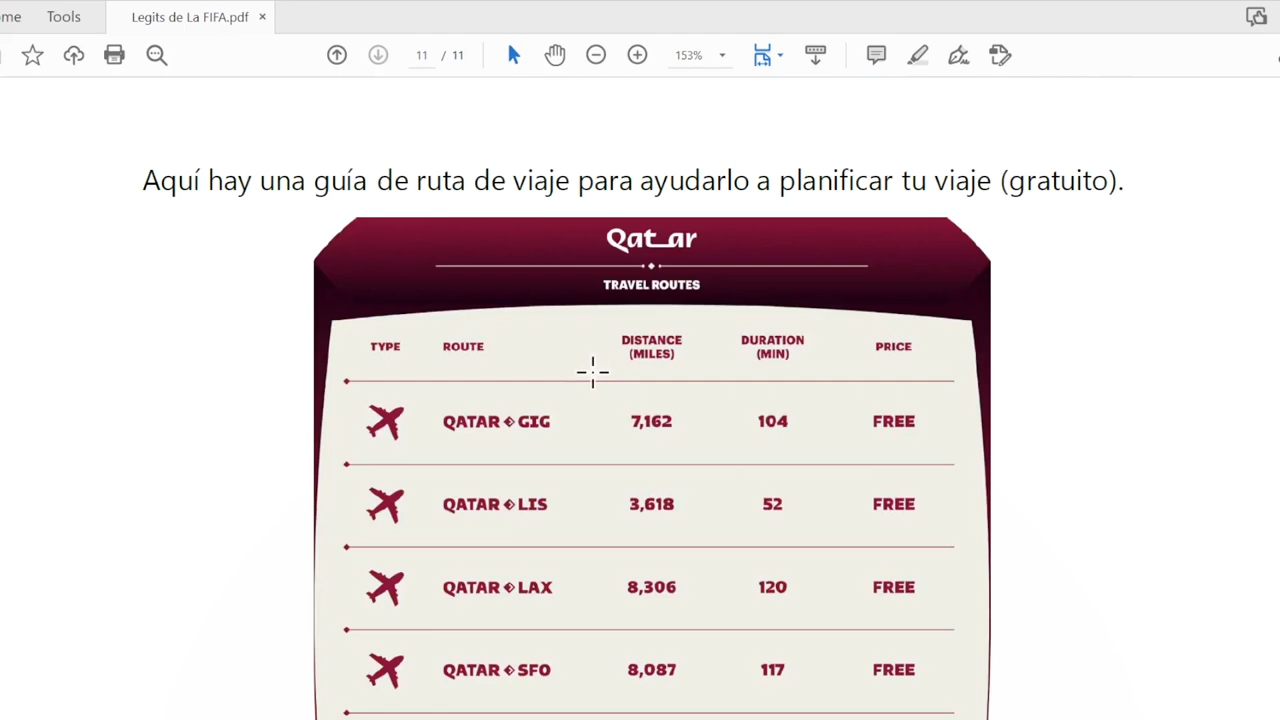 ome Tools Legits de La FIFA.pdf ×
11 / 11 153%
Aquí hay una guía de ruta de viaje para ayudarlo a planificar tu viaje (gratuito).
Qatar
TRAVEL ROUTES
TYPE ROUTE DISTANCE (MILES) DURATION (MIN) PRICE
QATAR GIG 7,162 104 FREE
QATAR LIS 3,618 52 FREE
QATAR LAX 8,306 120 FREE
QATAR SFO 8,087 117 FREE